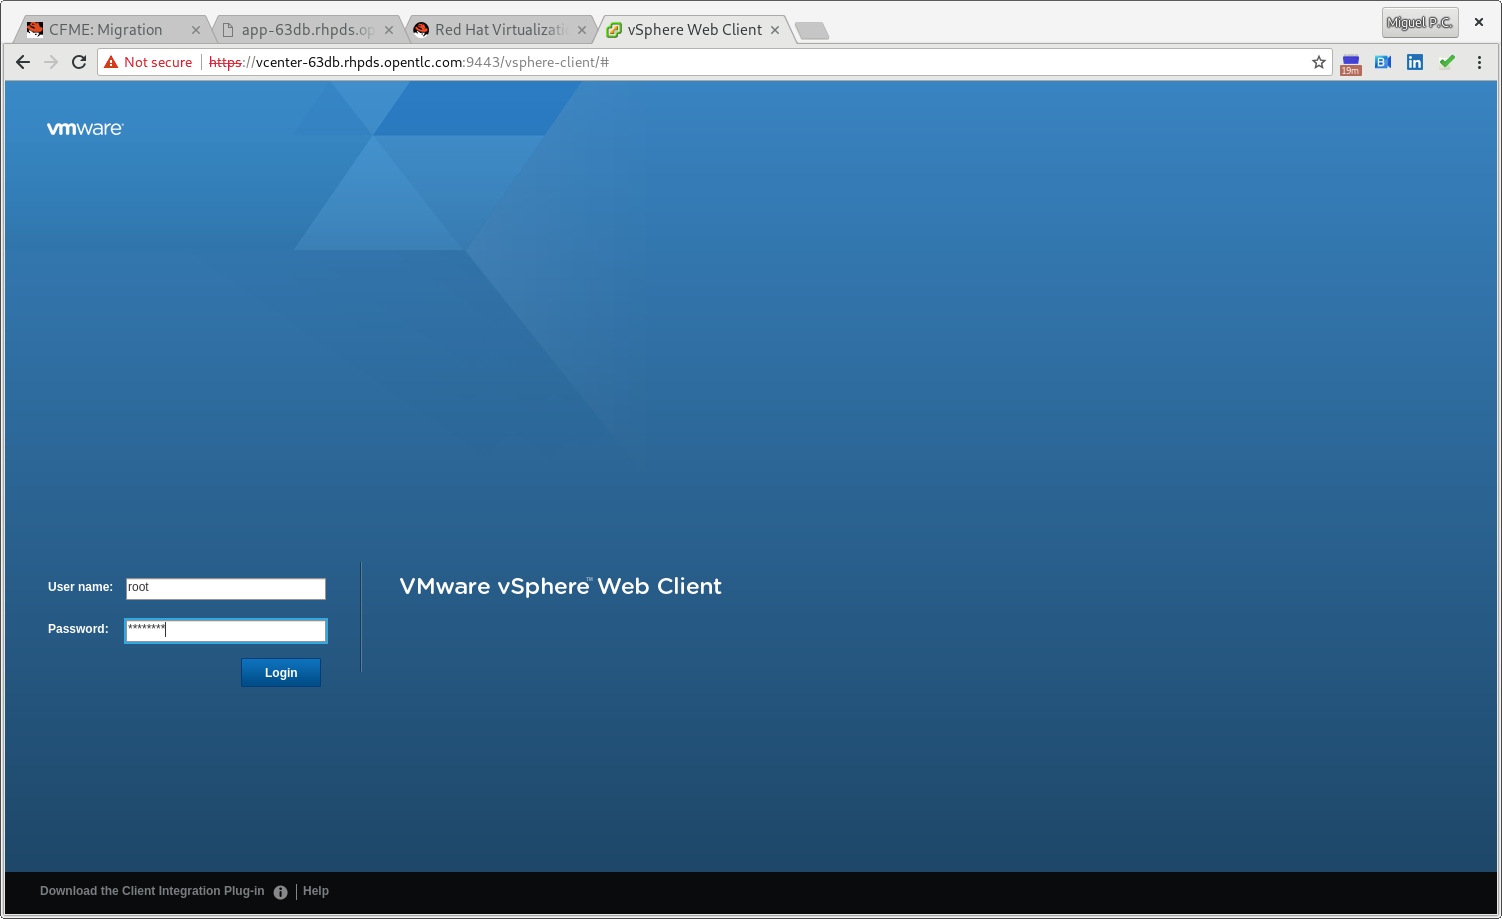 CFME: Migration
app-63db.rhpds.op
Red Hat Virtualizati
vSphere Web Client
Miguel P.C.
Not secure
https://vcenter-63db.rhpds.opentlc.com:9443/vsphere-client/#
19m
B
in
vmware
User name: root
Password: ********
Login
VMware vSphere™ Web Client
Download the Client Integration Plug-in
Help